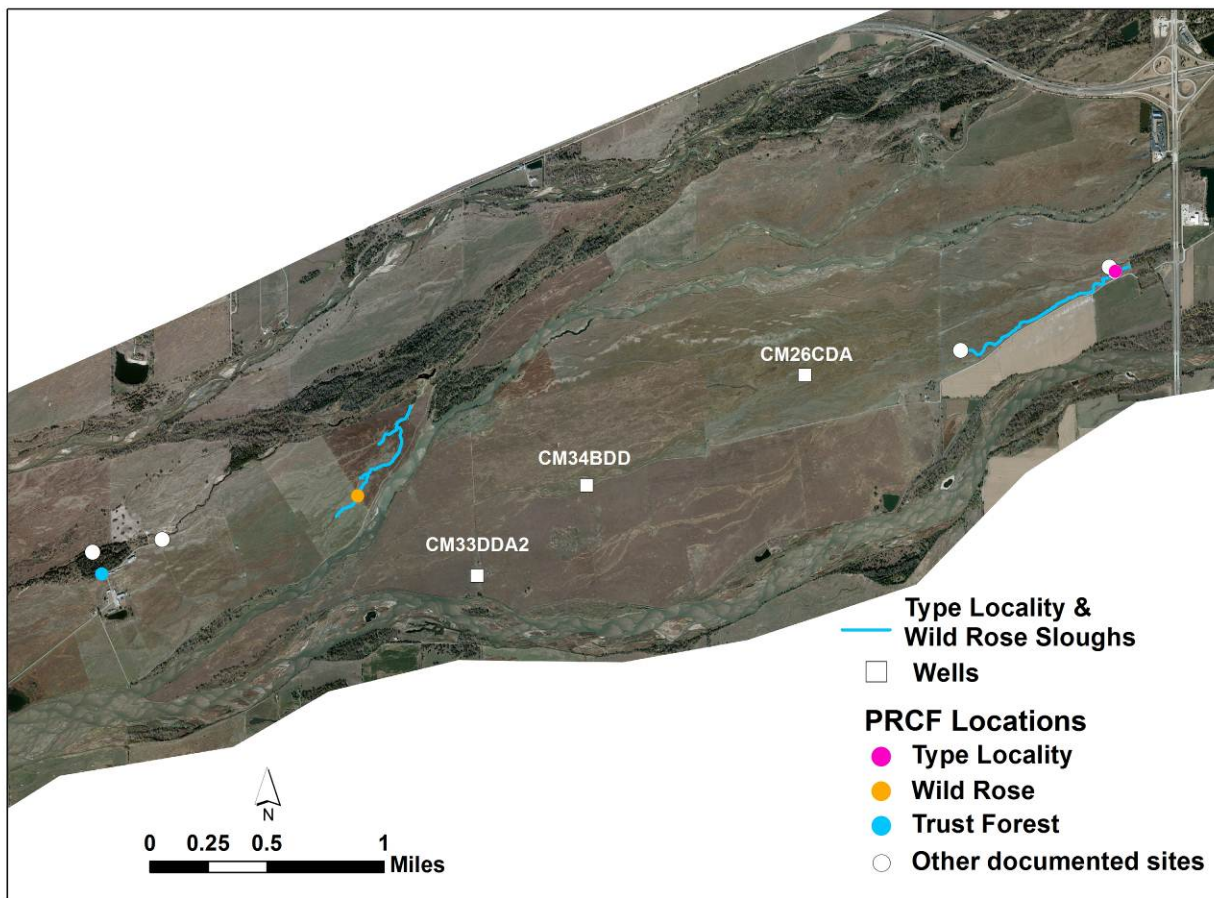 CM26CDA
CM34BDD
CM33DDA2
Type Locality &
Wild Rose Sloughs
Wells
PRCF Locations
Type Locality
Wild Rose
Trust Forest
Other documented sites
N
0 0.25 0.5 1
Miles